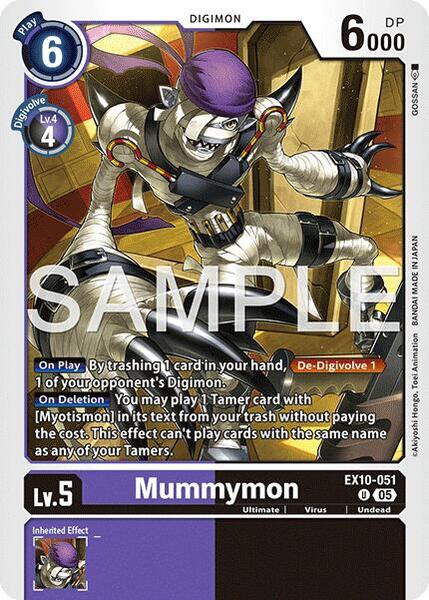 DIGIMON
Play
6
6000
DP
Digivolve
Lv.4
4
GOSSAN
SAMPLE
On Play By trashing 1 card in your hand, De-Digivolve 1
1 of your opponent's Digimon.
On Deletion You may play 1 Tamer card with
[Myotismon] in its text from your trash without paying
the cost. This effect can't play cards with the same name
as any of your Tamers.
©Akiyoshi Hongo, Toei Animation BANDAI MADE IN JAPAN
Lv.5
Mummymon
EX10-051
U 05
Ultimate | Virus | Undead
Inherited Effect
—